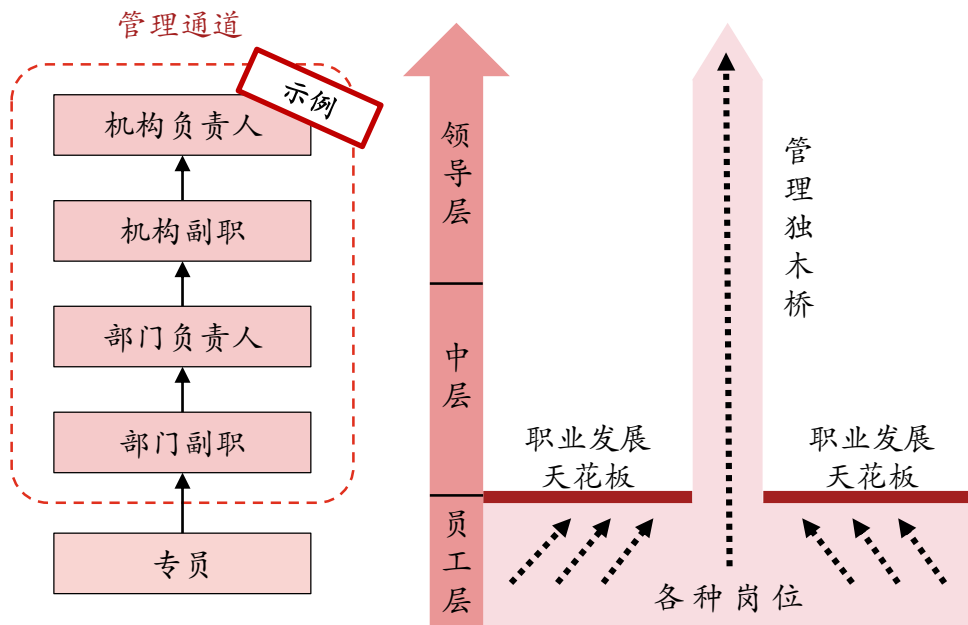 管理通道
示例
机构负责人
机构副职
部门负责人
部门副职
专员
领导层
中层
员工层
管理独木桥
职业发展
天花板
职业发展
天花板
各种岗位